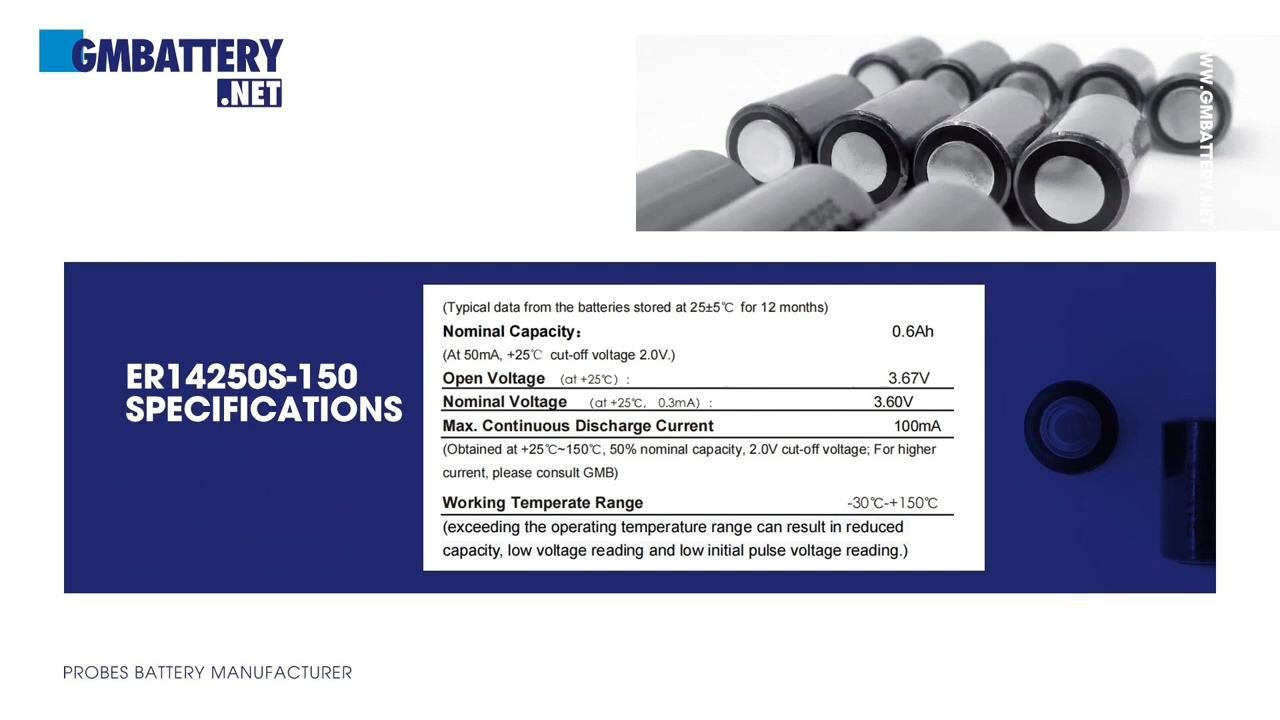 GMBATTERY
.NET
WWW.GMBATTERY.NET
ER14250S-150
SPECIFICATIONS
(Typical data from the batteries stored at 25±5℃ for 12 months)
Nominal Capacity： 0.6Ah
(At 50mA, +25℃ cut-off voltage 2.0V.)
Open Voltage (at +25℃) : 3.67V
Nominal Voltage (at +25℃, 0.3mA) : 3.60V
Max. Continuous Discharge Current 100mA
(Obtained at +25℃~150℃, 50% nominal capacity, 2.0V cut-off voltage; For higher
current, please consult GMB)
Working Temperate Range -30℃-+150℃
(exceeding the operating temperature range can result in reduced
capacity, low voltage reading and low initial pulse voltage reading.)
PROBES BATTERY MANUFACTURER